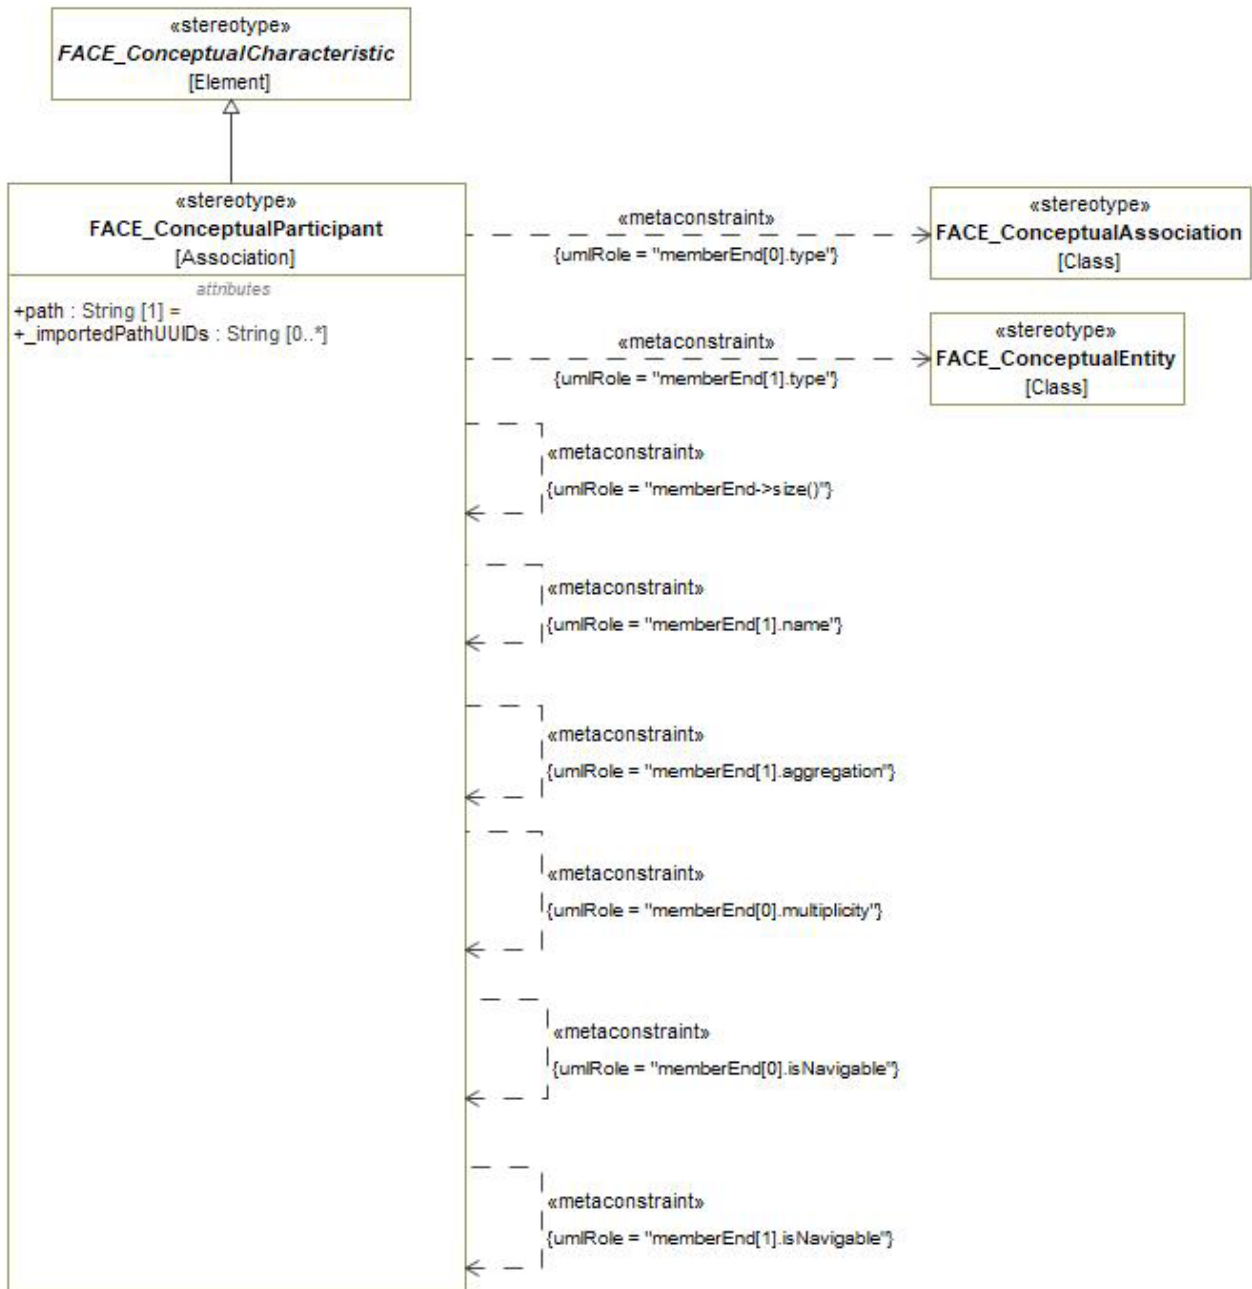 «stereotype»
FACE_ConceptualCharacteristic
[Element]
«stereotype»
FACE_ConceptualParticipant
[Association]
attributes
+path : String [1] =
+_importedPathUUIDs : String [0..*]
«metaconstraint»
{umlRole = "memberEnd[0].type"}
«stereotype»
FACE_ConceptualAssociation
[Class]
«metaconstraint»
{umlRole = "memberEnd[1].type"}
«stereotype»
FACE_ConceptualEntity
[Class]
«metaconstraint»
{umlRole = "memberEnd->size()"}
«metaconstraint»
{umlRole = "memberEnd[1].name"}
«metaconstraint»
{umlRole = "memberEnd[1].aggregation"}
«metaconstraint»
{umlRole = "memberEnd[0].multiplicity"}
«metaconstraint»
{umlRole = "memberEnd[0].isNavigable"}
«metaconstraint»
{umlRole = "memberEnd[1].isNavigable"}